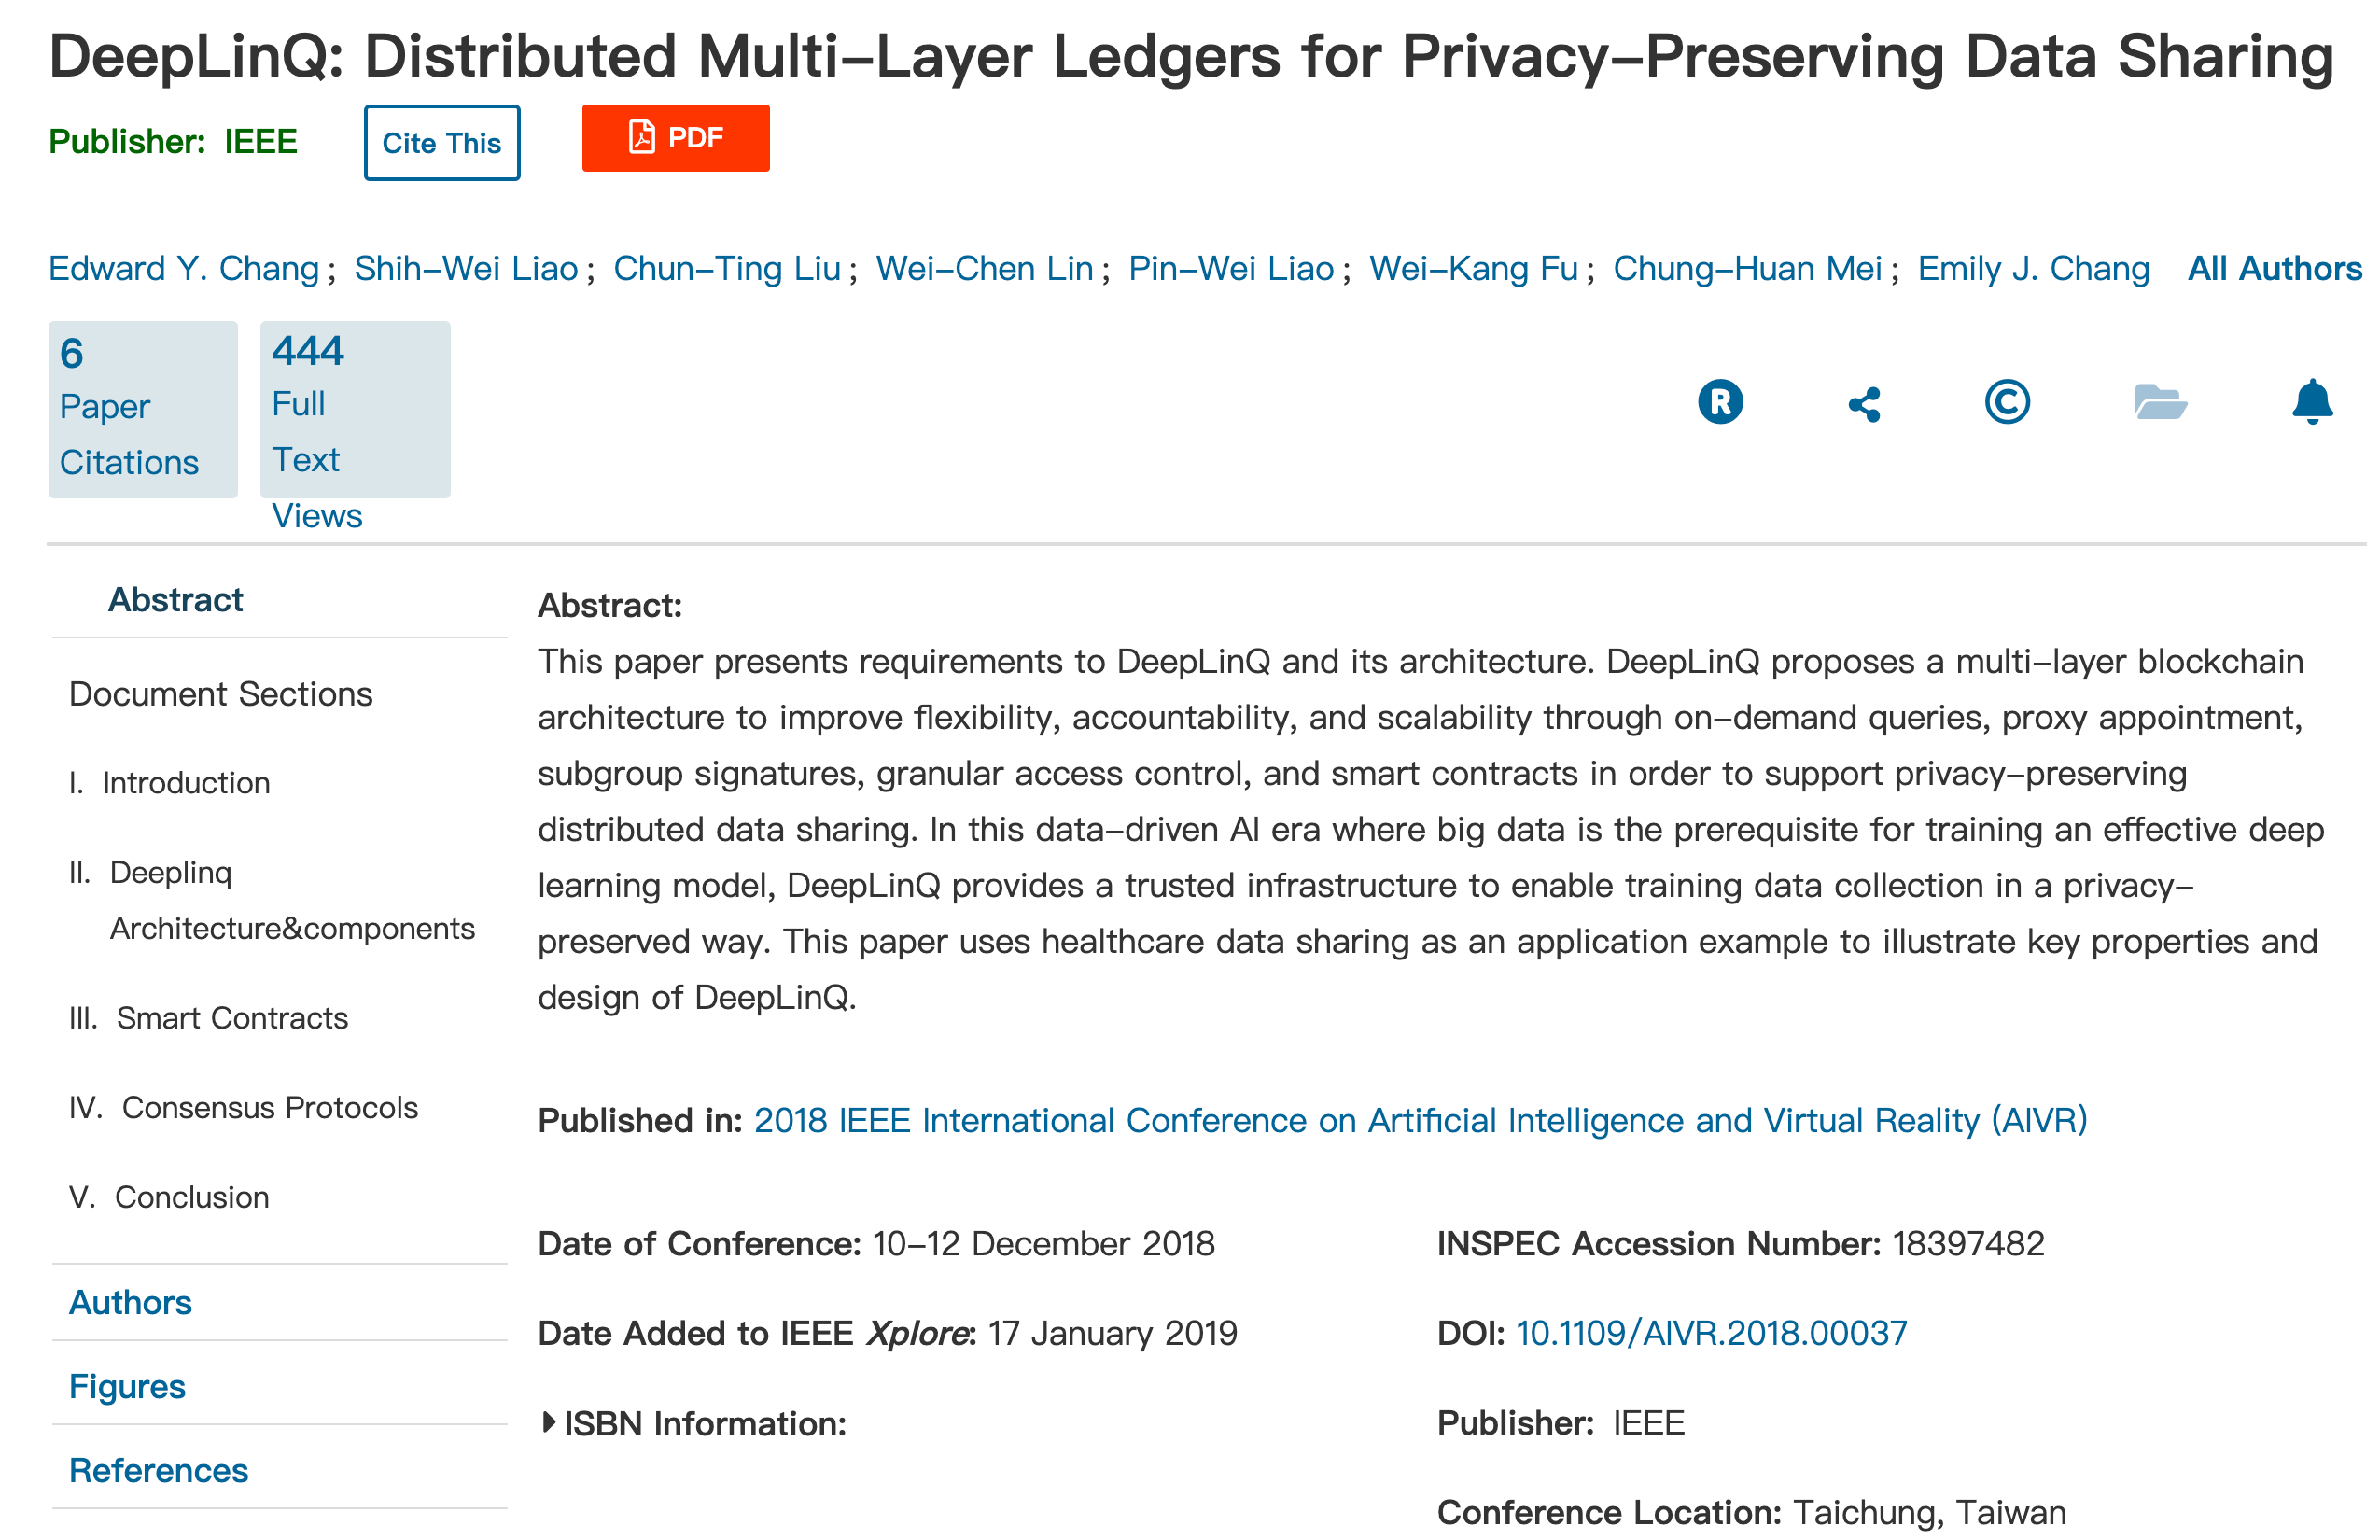 DeepLinQ: Distributed Multi-Layer Ledgers for Privacy-Preserving Data Sharing
Publisher: IEEE
Cite This
PDF
Edward Y. Chang ; Shih-Wei Liao ; Chun-Ting Liu ; Wei-Chen Lin ; Pin-Wei Liao ; Wei-Kang Fu ; Chung-Huan Mei ; Emily J. Chang All Authors
6
Paper
Citations
444
Full
Text
Views
R
©
Abstract
Document Sections
I. Introduction
II. Deeplinq
Architecture&components
III. Smart Contracts
IV. Consensus Protocols
V. Conclusion
Authors
Figures
References
Abstract:
This paper presents requirements to DeepLinQ and its architecture. DeepLinQ proposes a multi-layer blockchain
architecture to improve flexibility, accountability, and scalability through on-demand queries, proxy appointment,
subgroup signatures, granular access control, and smart contracts in order to support privacy-preserving
distributed data sharing. In this data-driven AI era where big data is the prerequisite for training an effective deep
learning model, DeepLinQ provides a trusted infrastructure to enable training data collection in a privacy-
preserved way. This paper uses healthcare data sharing as an application example to illustrate key properties and
design of DeepLinQ.
Published in: 2018 IEEE International Conference on Artificial Intelligence and Virtual Reality (AIVR)
Date of Conference: 10-12 December 2018
Date Added to IEEE Xplore: 17 January 2019
ISBN Information:
INSPEC Accession Number: 18397482
DOI: 10.1109/AIVR.2018.00037
Publisher: IEEE
Conference Location: Taichung, Taiwan